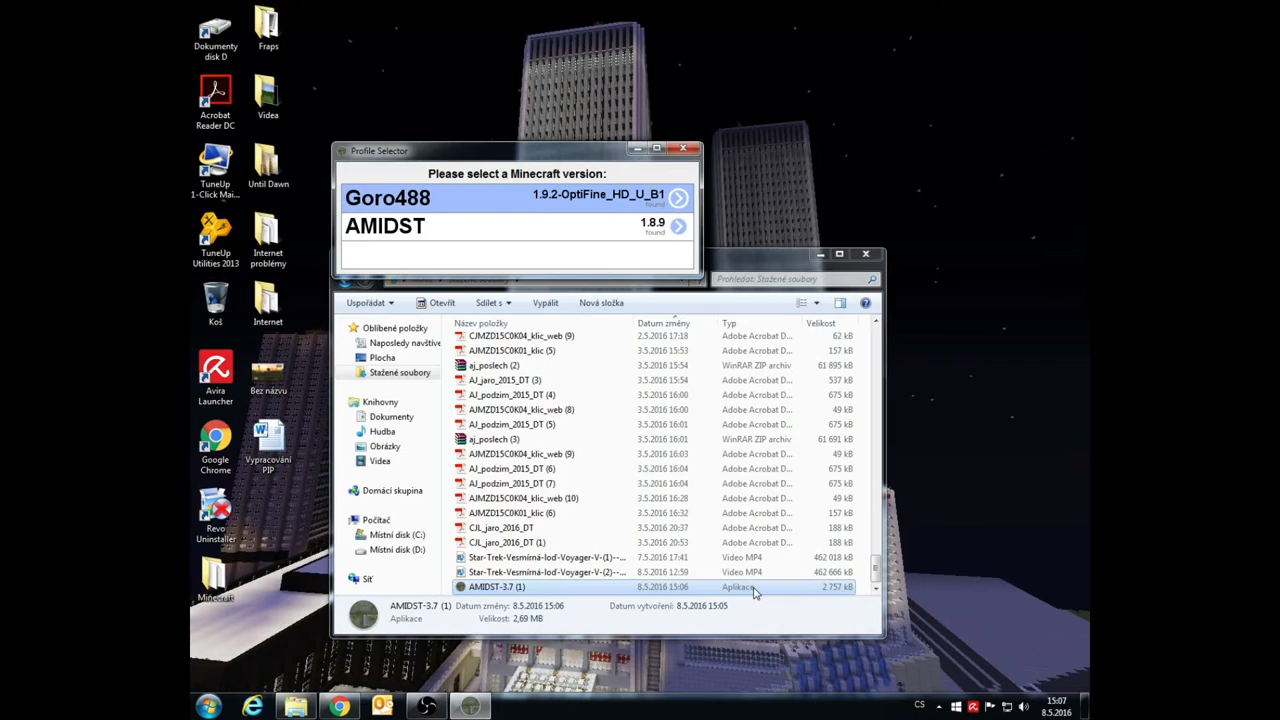 Dokumenty
disk D
Fraps
Acrobat
Reader DC
Videa
TuneUp
1-Click Mai...
Until Dawn
TuneUp
Utilities 2013
Internet
problémy
Koš
Internet
Avira
Launcher
Bez názvu
Google
Chrome
Vypracování
PIP
Revo
Uninstaller
Minecraft
Profile Selector
Please select a Minecraft version:
Goro488
1.9.2-OptiFine_HD_U_B1
found
AMIDST
1.8.9
found
Prohledat: Stažené soubory
Uspořádat
Otevřít
Sdílet s
Vypálit
Nová složka
Oblíbené položky
Naposledy navštíve
Plocha
Stažené soubory
Knihovny
Dokumenty
Hudba
Obrázky
Videa
Domácí skupina
Počítač
Místní disk (C:)
Místní disk (D:)
Síť
Název položky Datum změny Typ Velikost
CJMZD15C0K04_klic_web (9) 2.5.2016 17:18 Adobe Acrobat D... 62 kB
AJMZD15C0K01_klic (5) 3.5.2016 15:53 Adobe Acrobat D... 157 kB
aj_poslech (2) 3.5.2016 15:54 WinRAR ZIP archiv 61 895 kB
AJ_jaro_2015_DT (3) 3.5.2016 15:54 Adobe Acrobat D... 537 kB
AJ_podzim_2015_DT (4) 3.5.2016 16:00 Adobe Acrobat D... 675 kB
AJMZD15C0K04_klic_web (8) 3.5.2016 16:00 Adobe Acrobat D... 49 kB
AJ_podzim_2015_DT (5) 3.5.2016 16:01 Adobe Acrobat D... 675 kB
aj_poslech (3) 3.5.2016 16:01 WinRAR ZIP archiv 61 691 kB
AJMZD15C0K04_klic_web (9) 3.5.2016 16:03 Adobe Acrobat D... 49 kB
AJ_podzim_2015_DT (6) 3.5.2016 16:04 Adobe Acrobat D... 675 kB
AJ_podzim_2015_DT (7) 3.5.2016 16:04 Adobe Acrobat D... 675 kB
AJMZD15C0K04_klic_web (10) 3.5.2016 16:28 Adobe Acrobat D... 49 kB
AJMZD15C0K01_klic (6) 3.5.2016 16:32 Adobe Acrobat D... 157 kB
CJL_jaro_2016_DT 3.5.2016 20:37 Adobe Acrobat D... 188 kB
CJL_jaro_2016_DT (1) 3.5.2016 20:53 Adobe Acrobat D... 188 kB
Star-Trek-Vesmírná-loď-Voyager-V-(1)--... 7.5.2016 17:41 Video MP4 462 018 kB
Star-Trek-Vesmírná-loď-Voyager-V-(2)--... 8.5.2016 12:59 Video MP4 462 666 kB
AMIDST-3.7 (1) 8.5.2016 15:06 Aplikace 2 757 kB
AMIDST-3.7 (1) Datum změny: 8.5.2016 15:06 Datum vytvoření: 8.5.2016 15:05
Aplikace Velikost: 2,69 MB
CS
15:07
8.5.2016